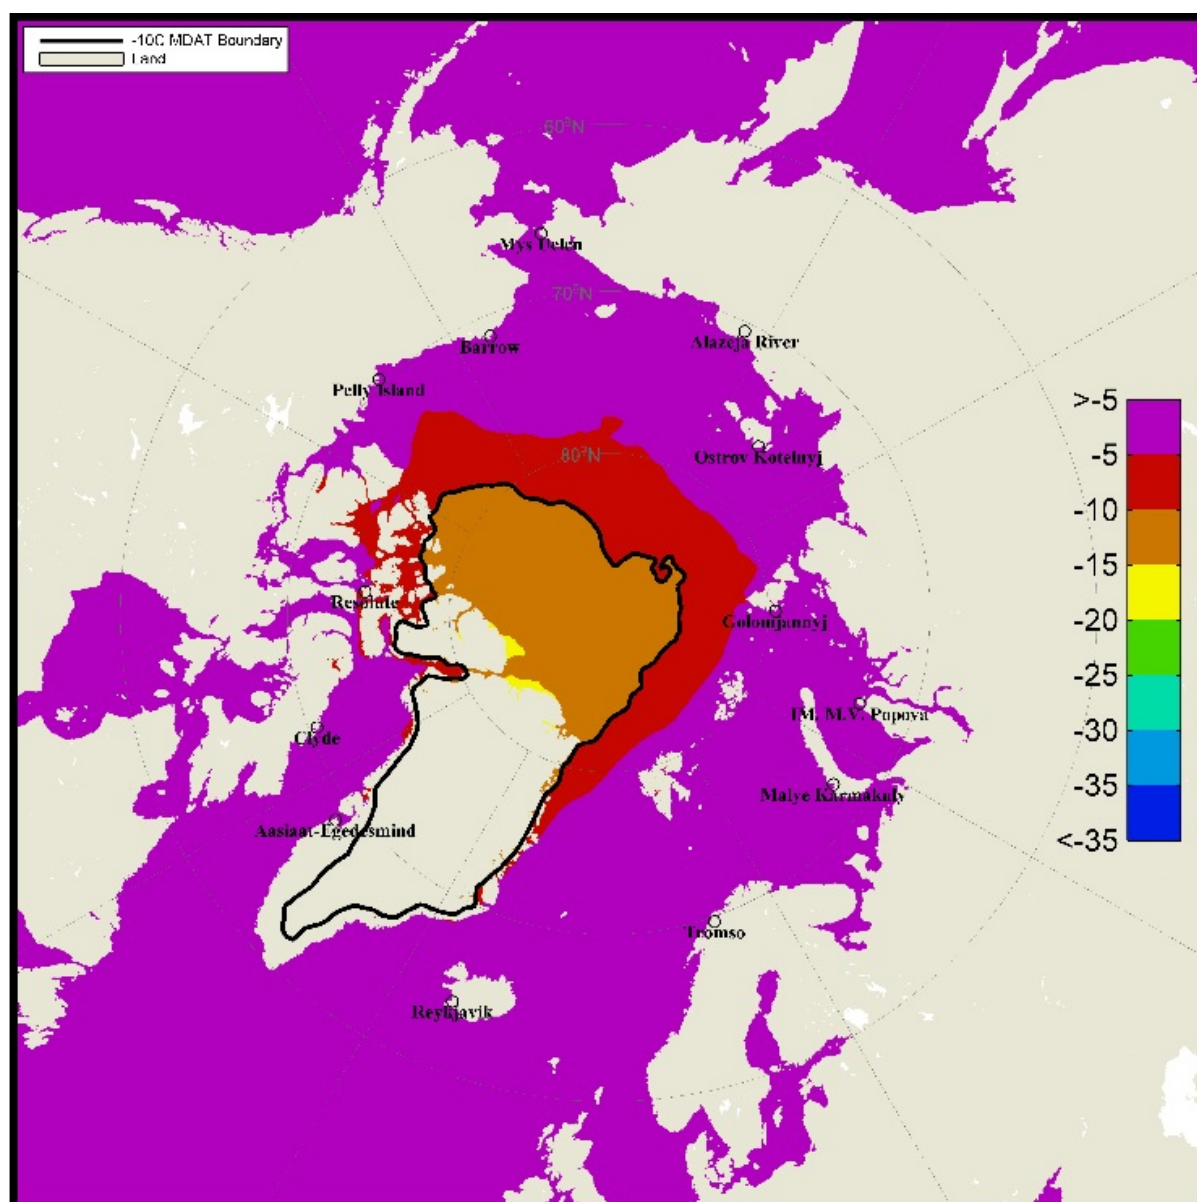 -10C MDAT Boundary
Land
60°N
Mys Uelen
70°N
Barrow
Alazeja River
Pelly Island
>-5
-5
-10
-15
-20
-25
-30
-35
<-35
80°N
Ostrov Kotelnyj
Resolute
Golomjannyj
Clyde
IM. M.V. Popova
Malye Karmakuly
Aasiaat-Egedesmind
Tromso
Reykjavik